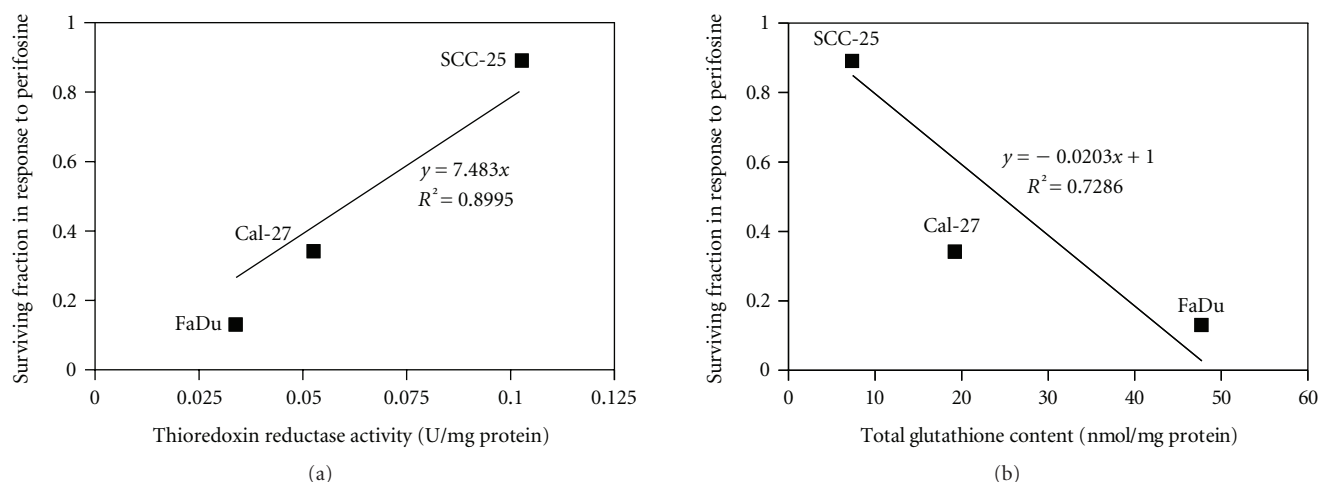 Surviving fraction in response to perifosine
1
0.8
0.6
0.4
0.2
0
SCC-25
y = 7.483x
R² = 0.8995
Cal-27
FaDu
0 0.025 0.05 0.075 0.1 0.125
Thioredoxin reductase activity (U/mg protein)
(a)
Surviving fraction in response to perifosine
1
0.8
0.6
0.4
0.2
0
SCC-25
y = − 0.0203x + 1
R² = 0.7286
Cal-27
FaDu
0 10 20 30 40 50 60
Total glutathione content (nmol/mg protein)
(b)